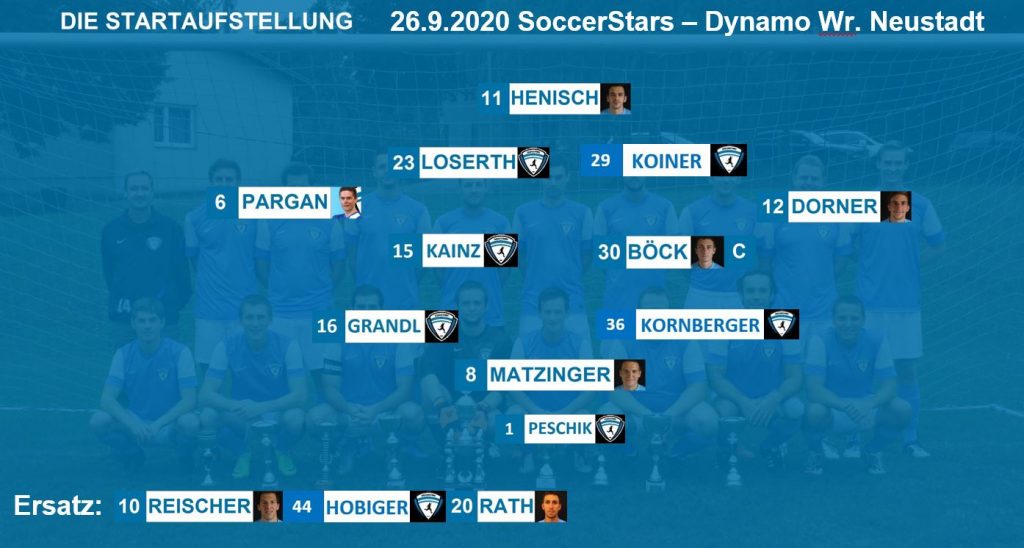 DIE STARTAUFSTELLUNG 26.9.2020 SoccerStars – Dynamo Wr. Neustadt
11 HENISCH
23 LOSERTH 29 KOINER
6 PARGAN 12 DORNER
15 KAINZ 30 BÖCK C
16 GRANDL 36 KORNBERGER
8 MATZINGER
1 PESCHIK
Ersatz: 10 REISCHER 44 HOBIGER 20 RATH